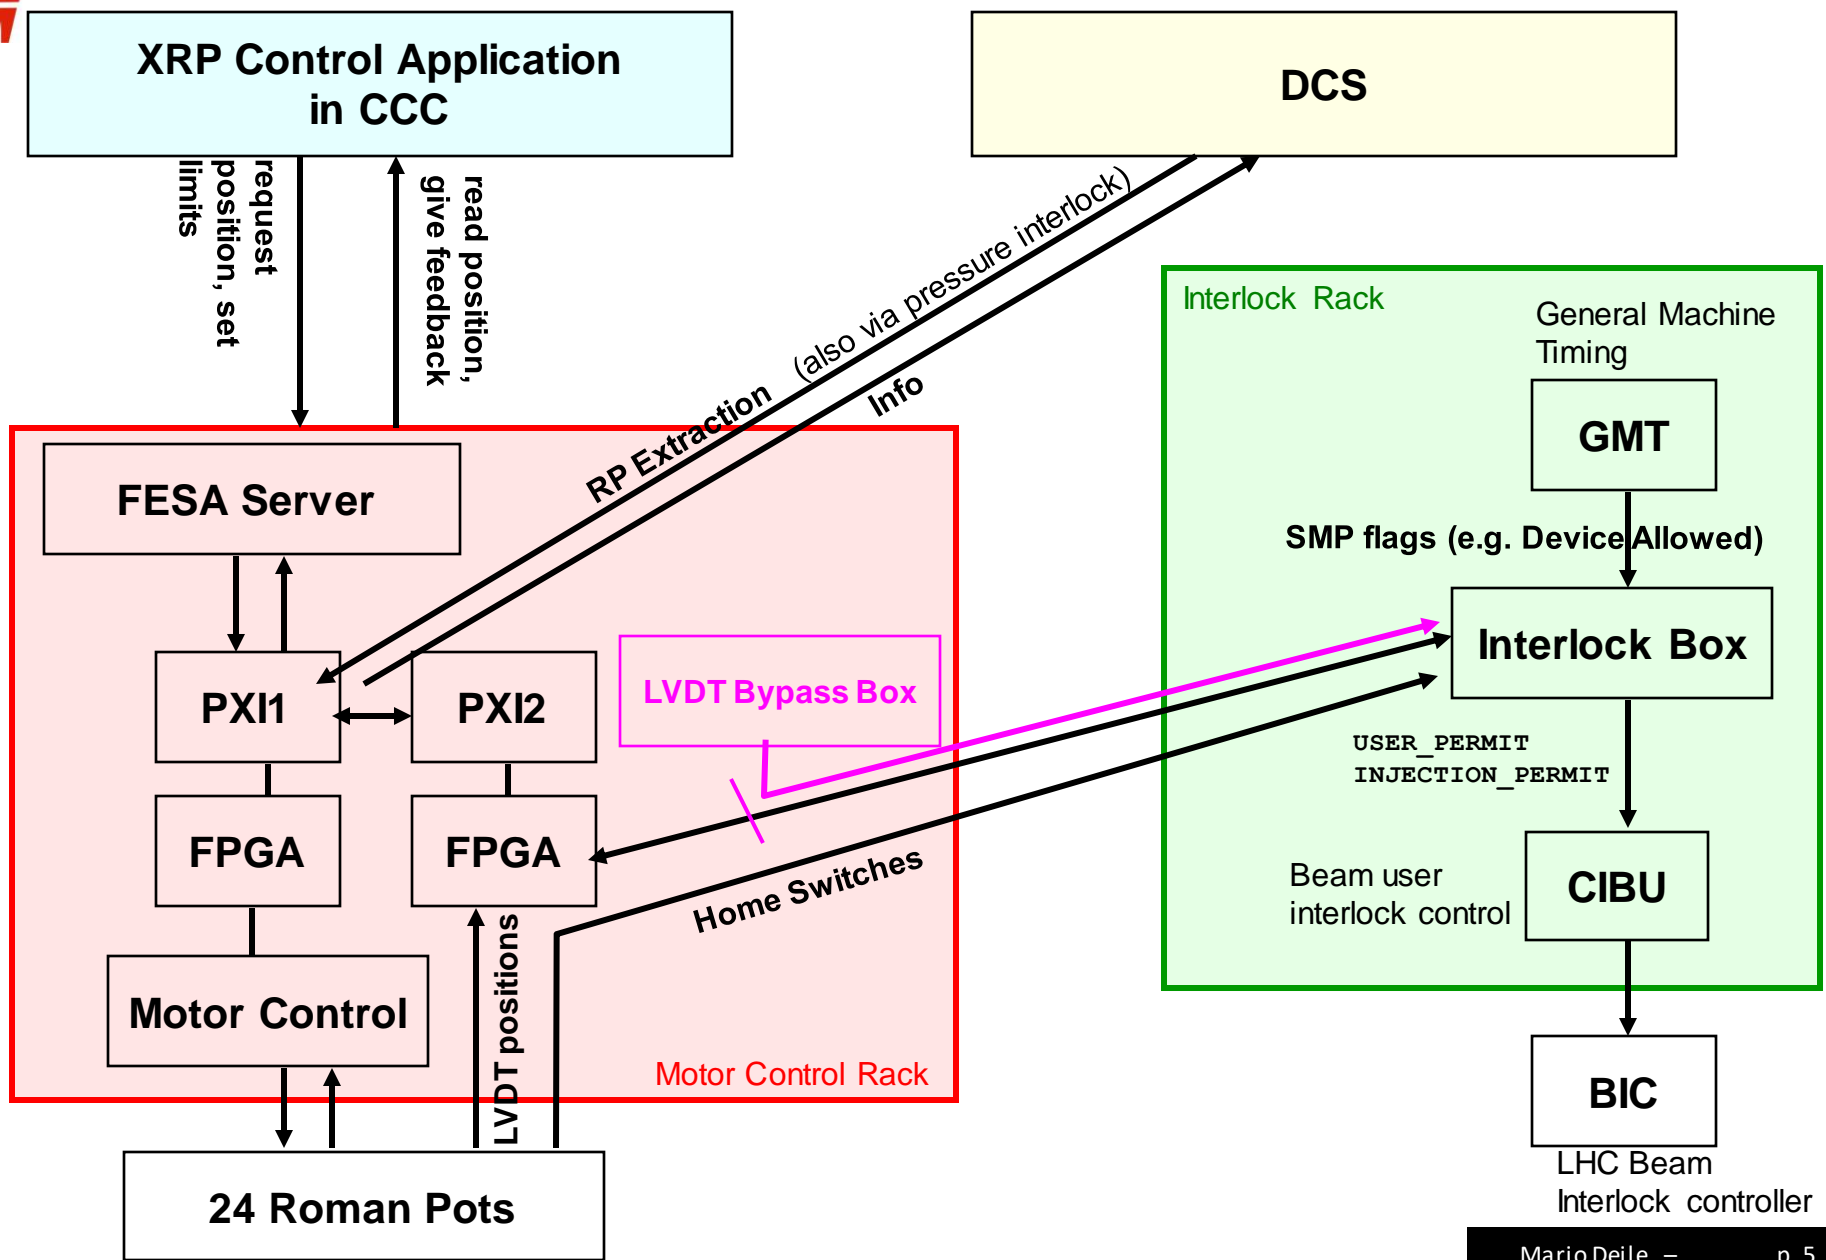 XRP Control Application
in CCC
DCS
request
position, set
limits
read position,
give feedback
RP Extraction (also via pressure interlock)
Info
Interlock Rack
General Machine
Timing
GMT
SMP flags (e.g. Device Allowed)
Interlock Box
USER_PERMIT
INJECTION_PERMIT
Beam user
interlock control
CIBU
BIC
LHC Beam
Interlock controller
FESA Server
PXI1
PXI2
LVDT Bypass Box
FPGA
FPGA
Home Switches
Motor Control
LVDT positions
Motor Control Rack
24 Roman Pots
Mario Deile – p. 5